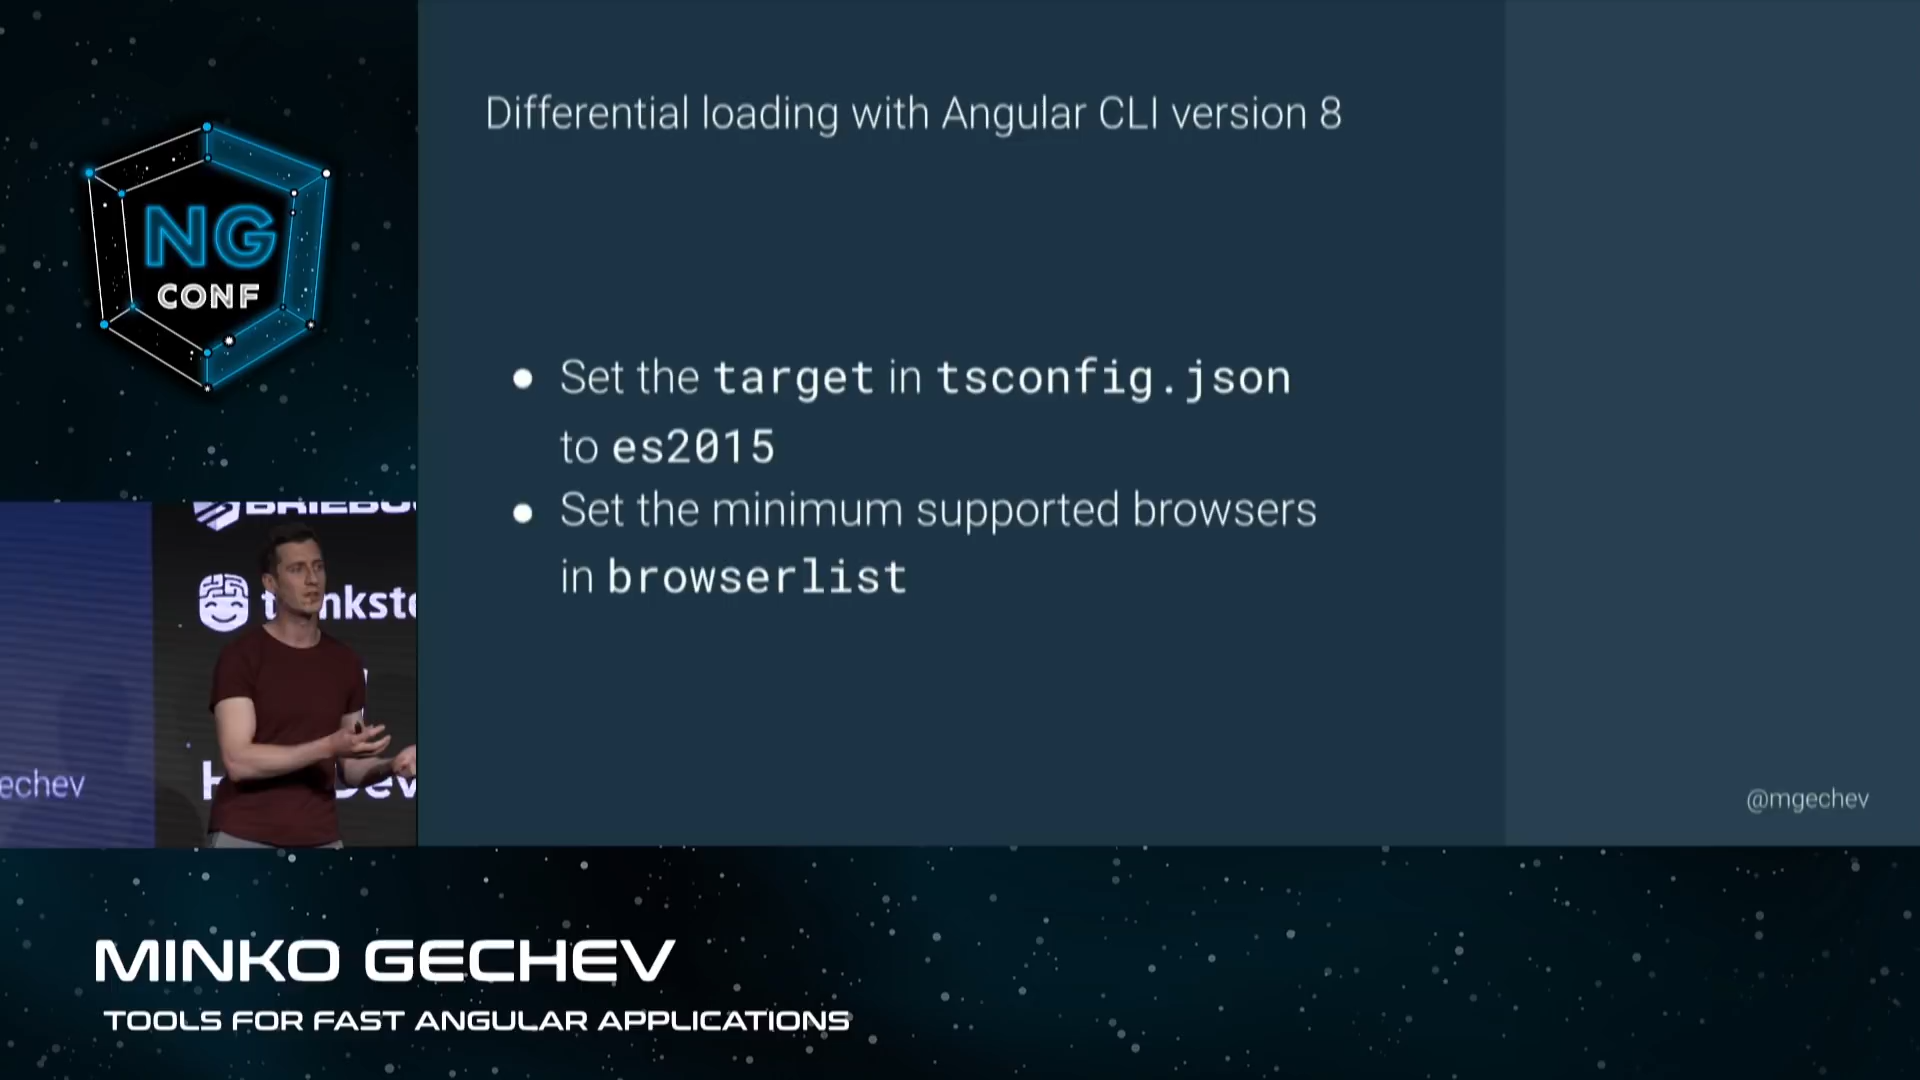 NG
CONF
Differential loading with Angular CLI version 8
● Set the target in tsconfig.json
to es2015
● Set the minimum supported browsers
in browserlist
echev
@mgechev
MINKO GECHEV
TOOLS FOR FAST ANGULAR APPLICATIONS